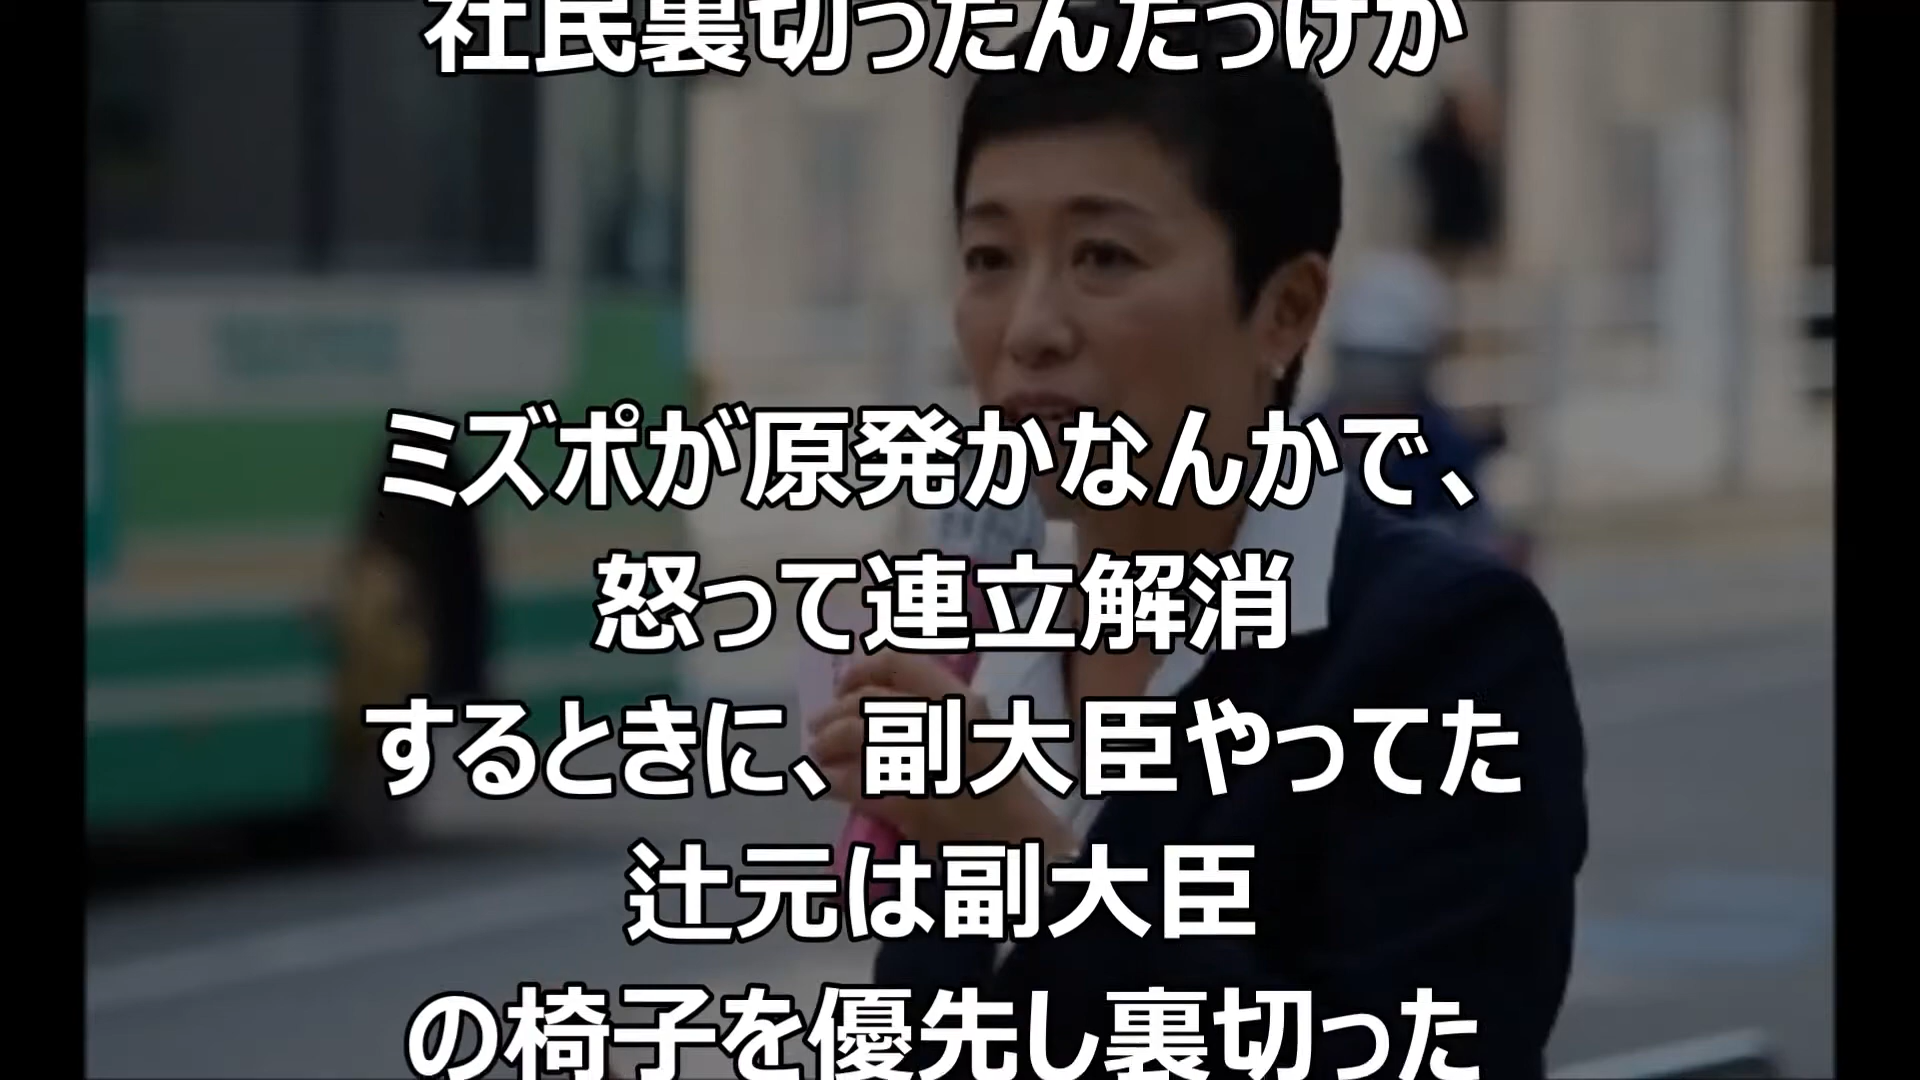 社民裏切ったんだっけか
ミズポが原発かなんかで、
怒って連立解消
するときに、副大臣やってた
辻元は副大臣
の椅子を優先し裏切った